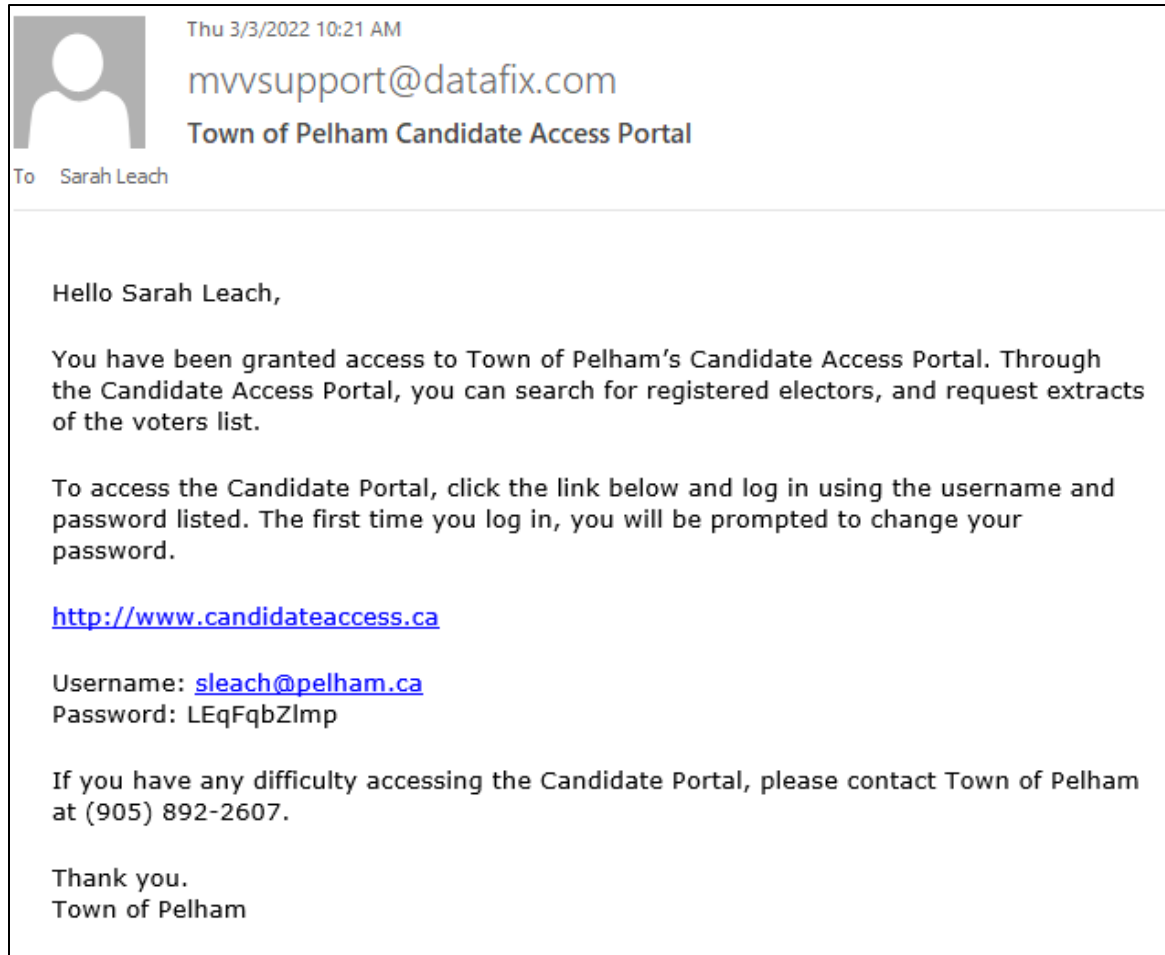 Thu 3/3/2022 10:21 AM
mvvsupport@datafix.com
Town of Pelham Candidate Access Portal
To Sarah Leach
Hello Sarah Leach,
You have been granted access to Town of Pelham’s Candidate Access Portal. Through
the Candidate Access Portal, you can search for registered electors, and request extracts
of the voters list.
To access the Candidate Portal, click the link below and log in using the username and
password listed. The first time you log in, you will be prompted to change your
password.
http://www.candidateaccess.ca
Username: sleach@pelham.ca
Password: LEqFqbZlmp
If you have any difficulty accessing the Candidate Portal, please contact Town of Pelham
at (905) 892-2607.
Thank you.
Town of Pelham